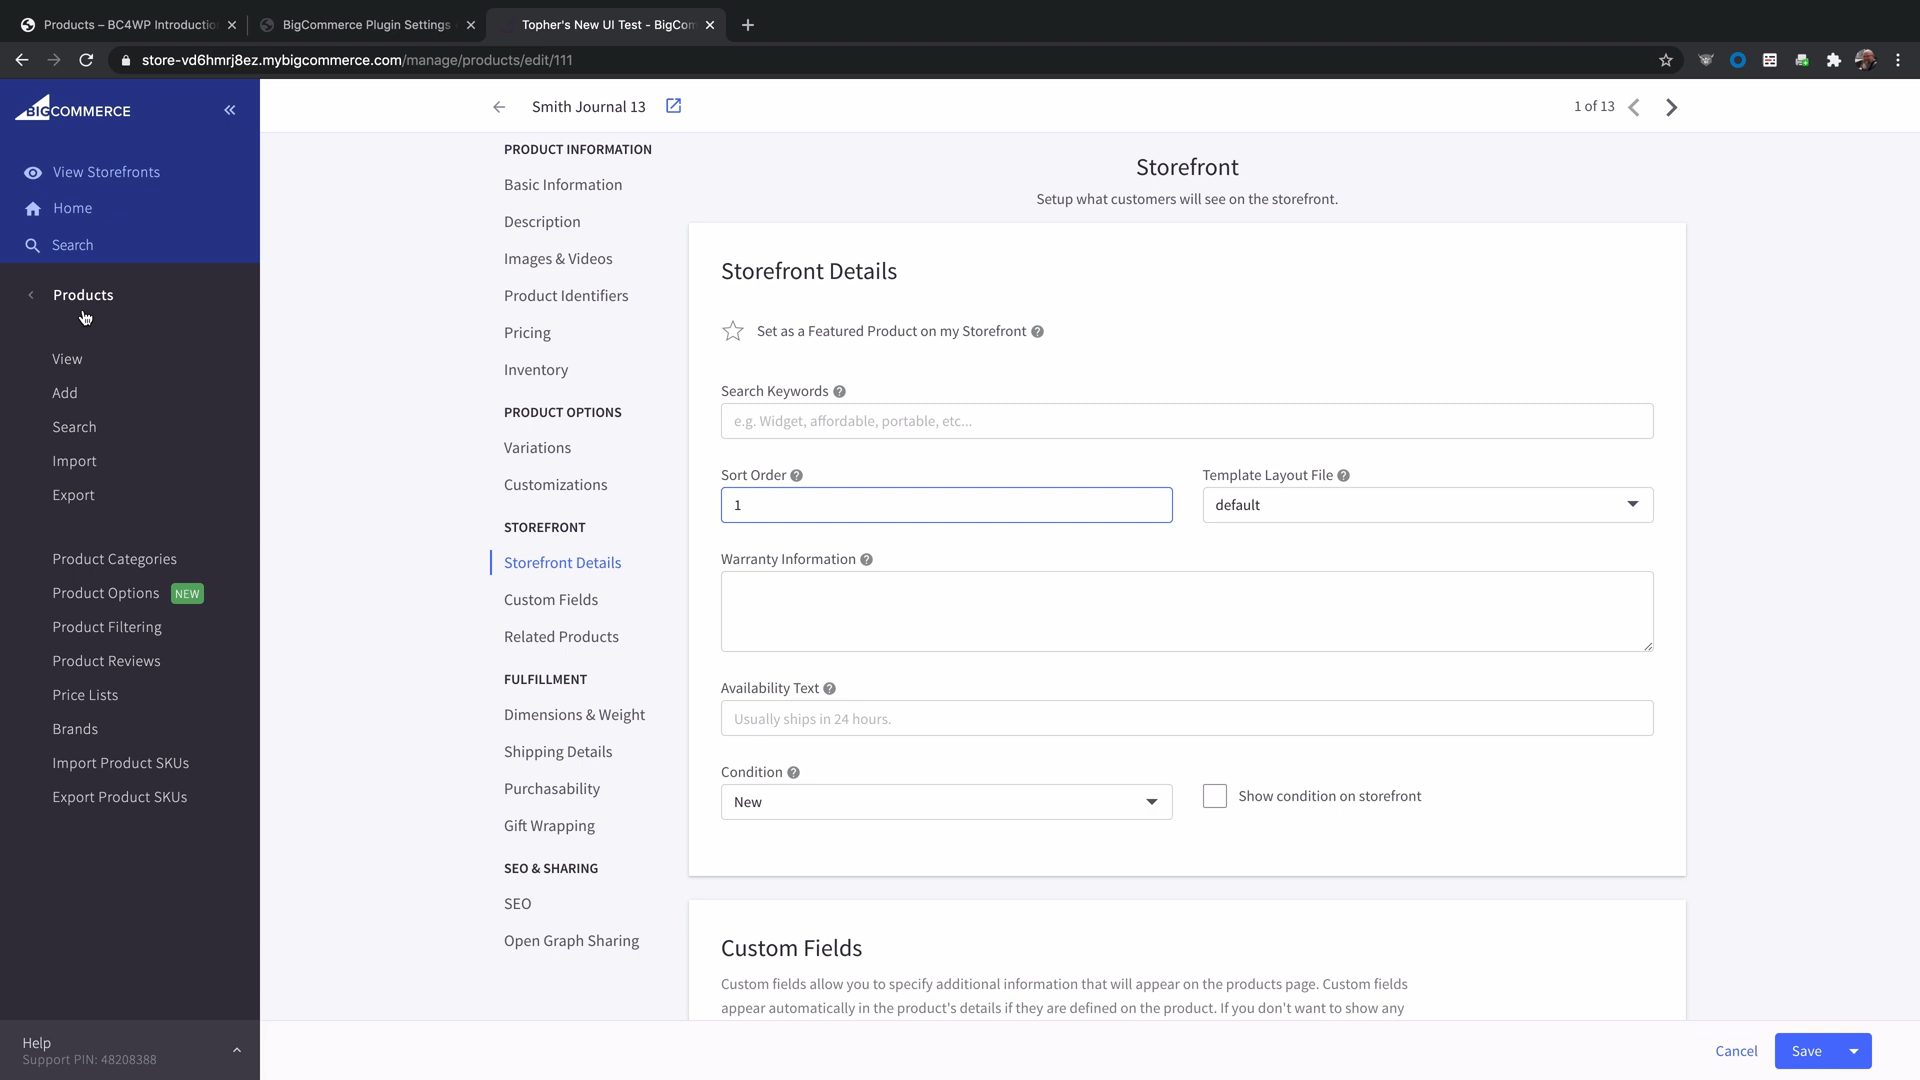 Products – BC4WP Introductio
BigCommerce Plugin Settings
Topher's New UI Test - BigCom
store-vd6hmrj8ez.mybigcommerce.com/manage/products/edit/111
BIGCOMMERCE
View Storefronts
Home
Search
Products
View
Add
Search
Import
Export
Product Categories
Product Options NEW
Product Filtering
Product Reviews
Price Lists
Brands
Import Product SKUs
Export Product SKUs
Help
Support PIN: 48208388
Smith Journal 13
1 of 13
PRODUCT INFORMATION
Basic Information
Description
Images & Videos
Product Identifiers
Pricing
Inventory
PRODUCT OPTIONS
Variations
Customizations
STOREFRONT
Storefront Details
Custom Fields
Related Products
FULFILLMENT
Dimensions & Weight
Shipping Details
Purchasability
Gift Wrapping
SEO & SHARING
SEO
Open Graph Sharing
Storefront
Setup what customers will see on the storefront.
Storefront Details
Set as a Featured Product on my Storefront
Search Keywords
e.g. Widget, affordable, portable, etc...
Sort Order
1
Template Layout File
default
Warranty Information
Availability Text
Usually ships in 24 hours.
Condition
New
Show condition on storefront
Custom Fields
Custom fields allow you to specify additional information that will appear on the products page. Custom fields
appear automatically in the product's details if they are defined on the product. If you don't want to show any
Cancel
Save